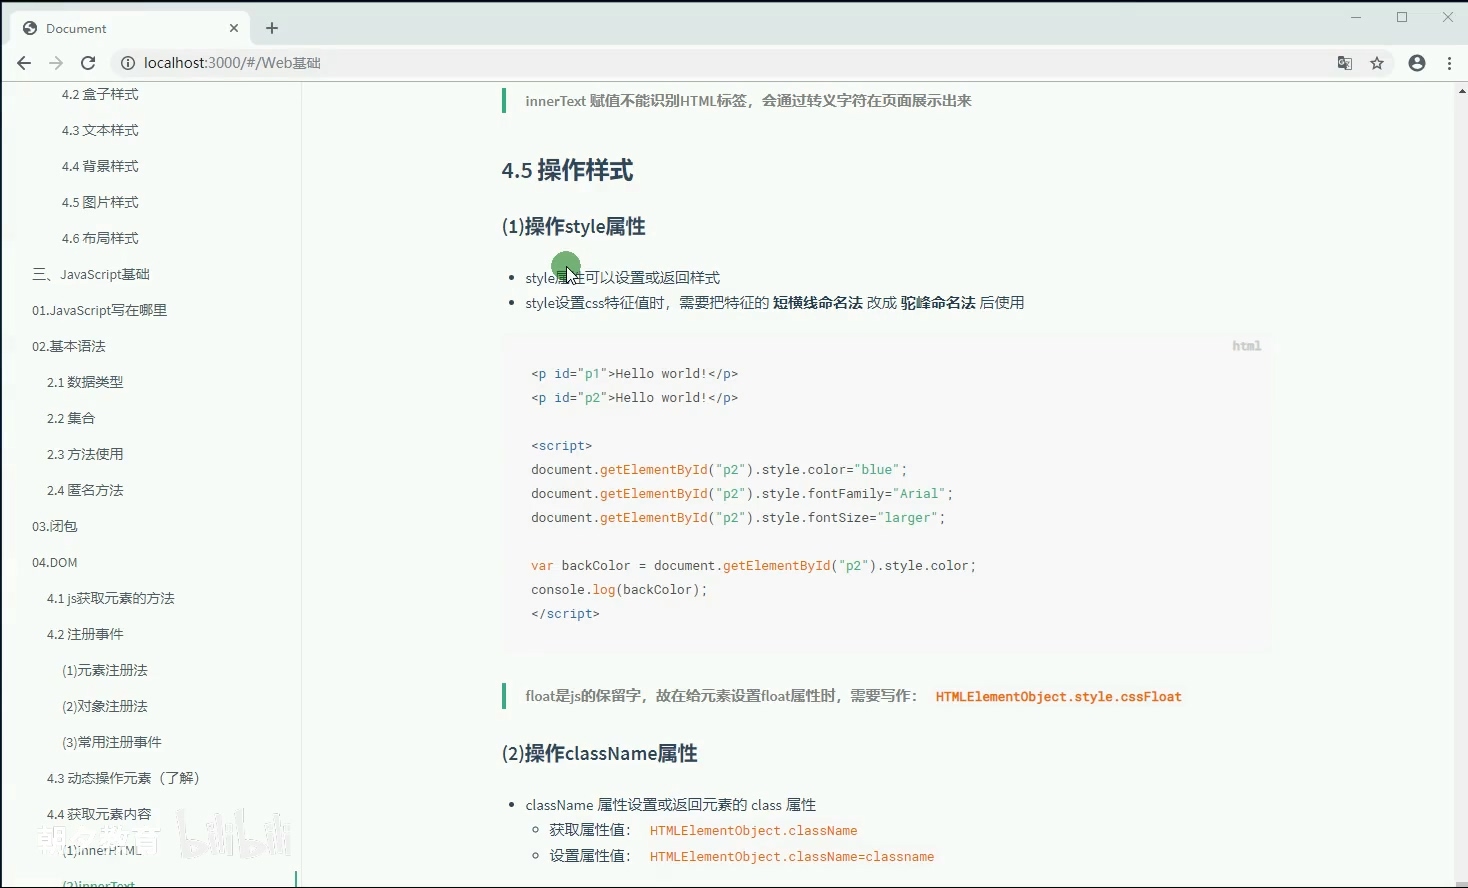 Document
localhost:3000/#/Web基础
4.2 盒子样式
4.3 文本样式
4.4 背景样式
4.5 图片样式
4.6 布局样式
三、JavaScript基础
01.JavaScript写在哪里
02.基本语法
2.1 数据类型
2.2 集合
2.3 方法使用
2.4 匿名方法
03.闭包
04.DOM
4.1 js获取元素的方法
4.2 注册事件
(1)元素注册法
(2)对象注册法
(3)常用注册事件
4.3 动态操作元素（了解）
4.4 获取元素内容
(1)innerHTML
(2)innerText
朝夕教育
bilibili
innerText 赋值不能识别HTML标签，会通过转义字符在页面展示出来
4.5 操作样式
(1)操作style属性
style属性可以设置或返回样式
style设置css特征值时，需要把特征的 短横线命名法 改成 驼峰命名法 后使用
html
<p id="p1">Hello world!</p>
<p id="p2">Hello world!</p>
<script>
document.getElementById("p2").style.color="blue";
document.getElementById("p2").style.fontFamily="Arial";
document.getElementById("p2").style.fontSize="larger";
var backColor = document.getElementById("p2").style.color;
console.log(backColor);
</script>
float是js的保留字，故在给元素设置float属性时，需要写作： HTMLElementObject.style.cssFloat
(2)操作className属性
className 属性设置或返回元素的 class 属性
获取属性值： HTMLElementObject.className
设置属性值： HTMLElementObject.className=classname